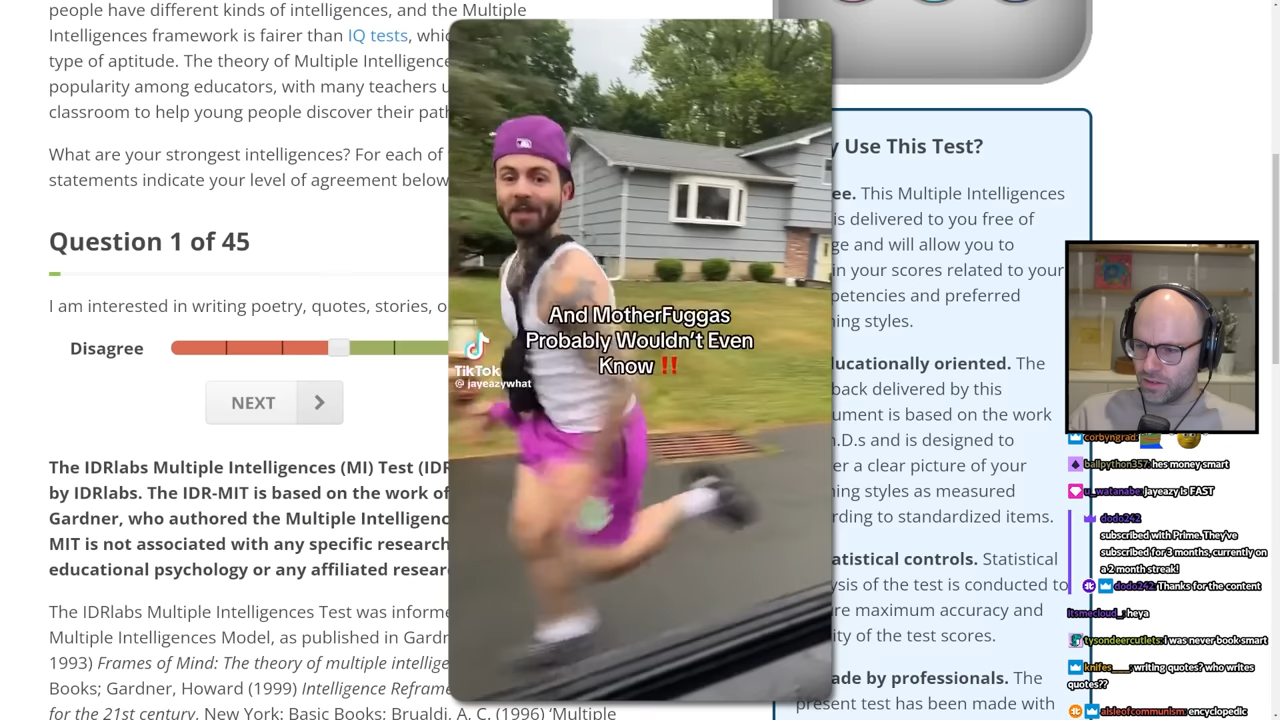 people have different kinds of intelligences, and the Multiple
Intelligences framework is fairer than IQ tests, whic
type of aptitude. The theory of Multiple Intelligence
popularity among educators, with many teachers u
classroom to help young people discover their path
What are your strongest intelligences? For each of
statements indicate your level of agreement below
Question 1 of 45
I am interested in writing poetry, quotes, stories, o
Disagree
NEXT
The IDRlabs Multiple Intelligences (MI) Test (IDR
by IDRlabs. The IDR-MIT is based on the work of
Gardner, who authored the Multiple Intelligenc
MIT is not associated with any specific research
educational psychology or any affiliated resear
The IDRlabs Multiple Intelligences Test was informe
Multiple Intelligences Model, as published in Gardn
1993) Frames of Mind: The theory of multiple intellige
Books; Gardner, Howard (1999) Intelligence Reframe
for the 21st century. New York: Basic Books; Brualdi, A. C. (1996) 'Multiple
And MotherFuggas
Probably Wouldn't Even
Know ‼️
TikTok
@ jayeazywhat
y Use This Test?
ee. This Multiple Intelligences
is delivered to you free of
ge and will allow you to
in your scores related to your
petencies and preferred
ning styles.
ducationally oriented. The
back delivered by this
ument is based on the work
h.D.s and is designed to
er a clear picture of your
ning styles as measured
rding to standardized items.
atistical controls. Statistical
ysis of the test is conducted to
re maximum accuracy and
ity of the test scores.
ade by professionals. The
present test has been made with
corbyngrad:
ballpython357: hes money smart
u_watanabe: Jayeazy is FAST
dodo242
subscribed with Prime. They've
subscribed for 3 months, currently on
a 2 month streak!
dodo242: Thanks for the content
itsmecloud_: heya
tysondeercutlets: i was never book smart
knifes___: writing quotes? who writes
quotes??
aisleofcommunism: encyclopedic